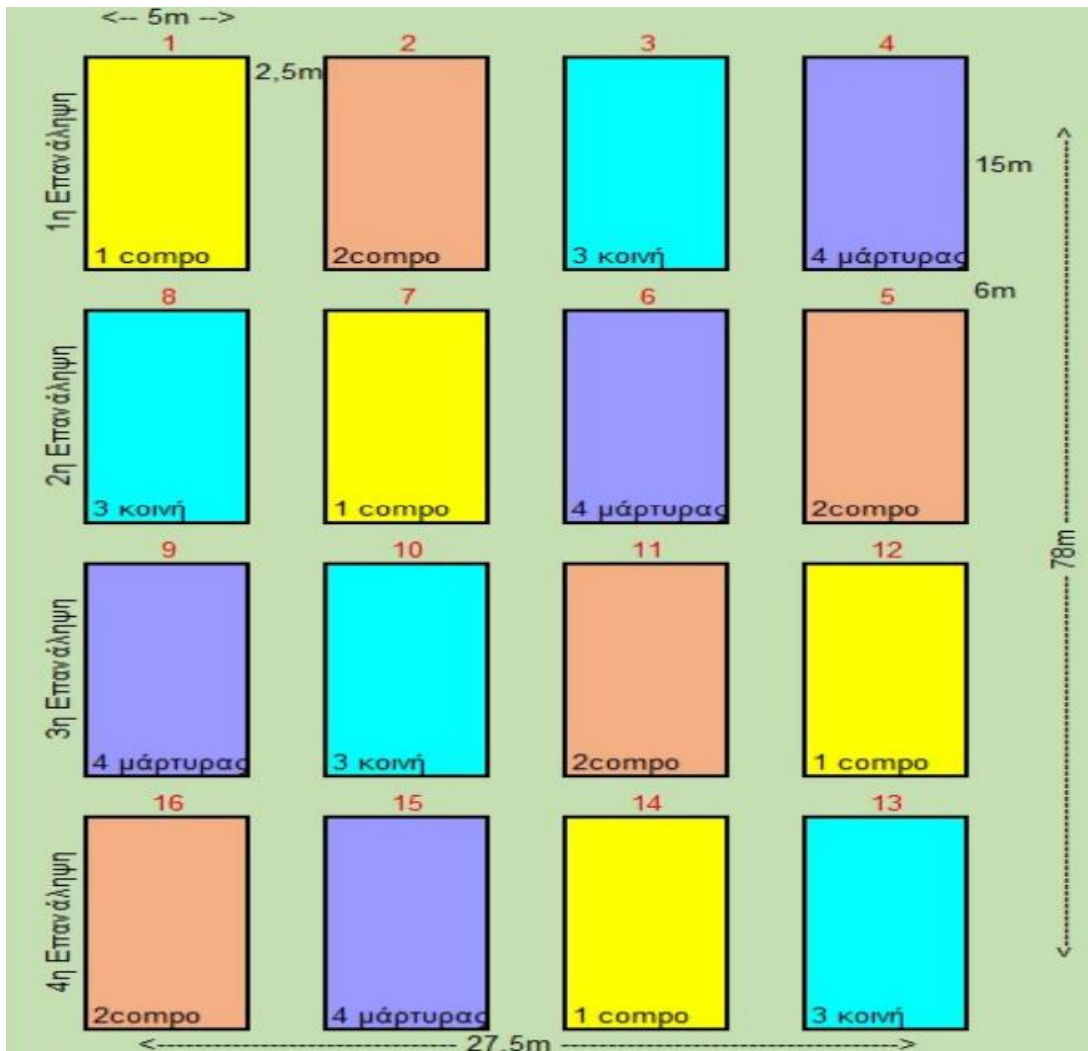 <-- 5m -->
1 2 3 4
2,5m
1η Επανάληψη
15m
1 compo 2compo 3 κοινή 4 μάρτυρας
6m
8 7 6 5
2η Επανάληψη
3 κοινή 1 compo 4 μάρτυρας 2compo
9 10 11 12
3η Επανάληψη
4 μάρτυρας 3 κοινή 2compo 1 compo
16 15 14 13
4η Επανάληψη
2compo 4 μάρτυρας 1 compo 3 κοινή
78m
27,5m